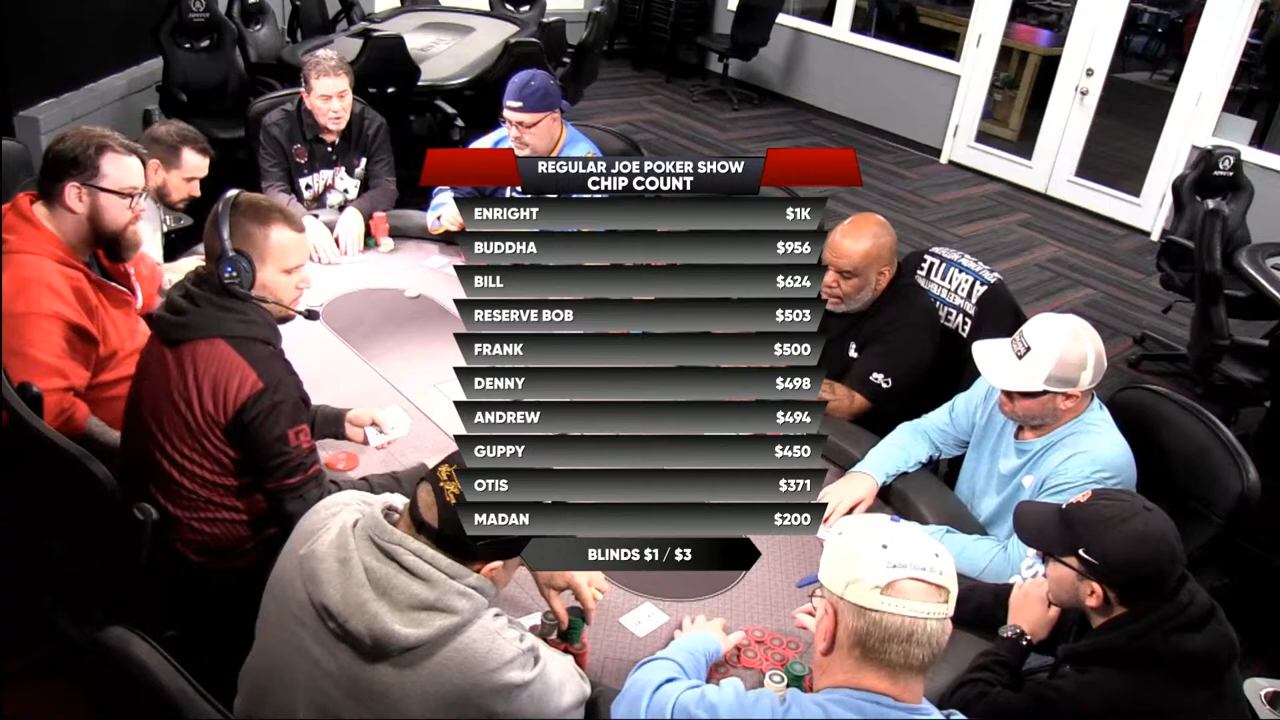 REGULAR JOE POKER SHOW
CHIP COUNT
ENRIGHT $1K
BUDDHA $956
BILL $624
RESERVE BOB $503
FRANK $500
DENNY $498
ANDREW $494
GUPPY $450
OTIS $371
MADAN $200
BLINDS $1 / $3
A BATTLE